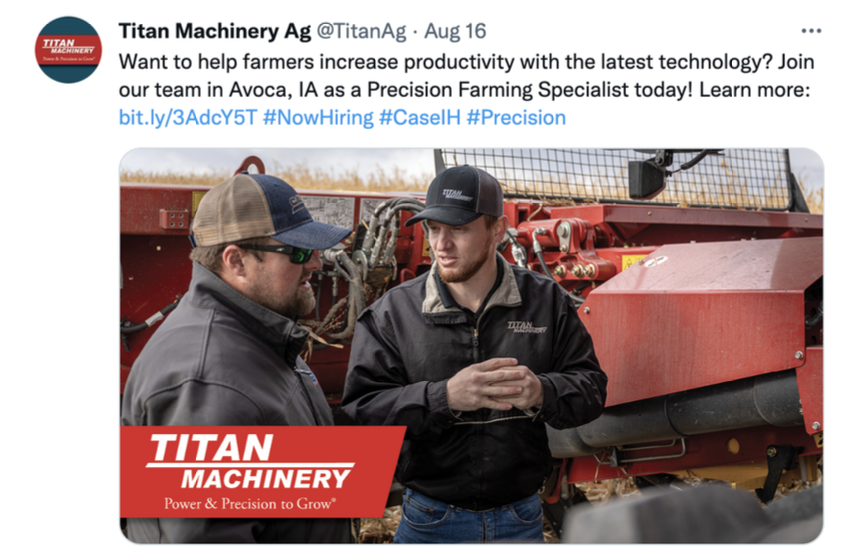 TITAN
MACHINERY
Power & Precision to Grow®
Titan Machinery Ag @TitanAg · Aug 16
Want to help farmers increase productivity with the latest technology? Join
our team in Avoca, IA as a Precision Farming Specialist today! Learn more:
bit.ly/3AdcY5T #NowHiring #CaseIH #Precision
TITAN
MACHINERY
TITAN
MACHINERY
TITAN
MACHINERY
Power & Precision to Grow®